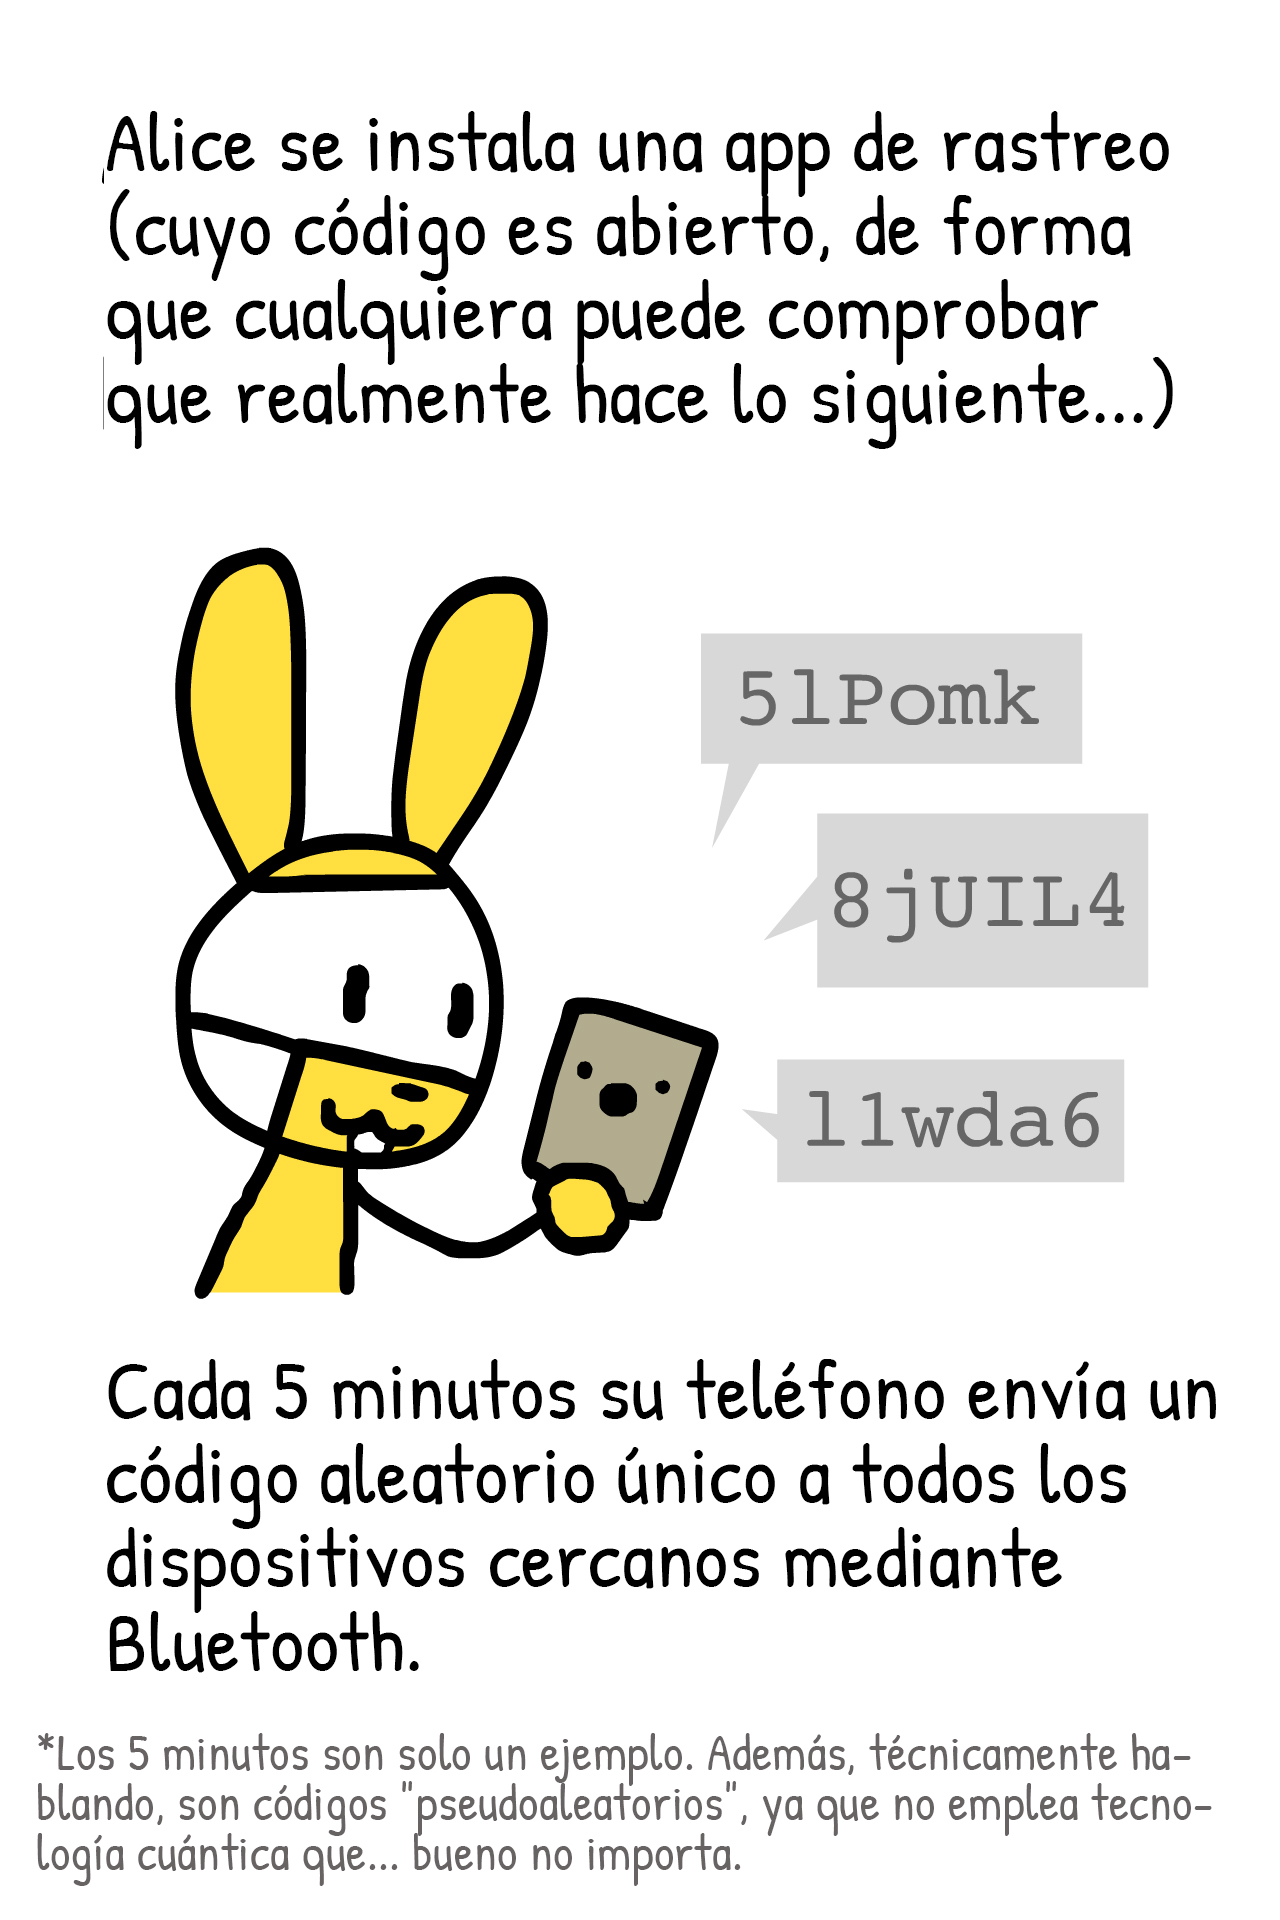 Alice se instala una app de rastreo
(cuyo código es abierto, de forma
que cualquiera puede comprobar
que realmente hace lo siguiente...)
5lPomk
8jUIL4
l1wda6
Cada 5 minutos su teléfono envía un
código aleatorio único a todos los
dispositivos cercanos mediante
Bluetooth.
*Los 5 minutos son solo un ejemplo. Además, técnicamente ha-
blando, son códigos "pseudoaleatorios", ya que no emplea tecno-
logía cuántica que... bueno no importa.